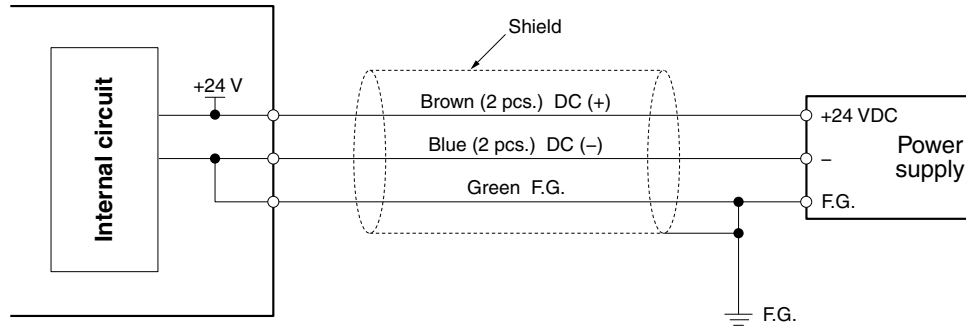 Shield
Internal circuit
+24 V
Brown (2 pcs.) DC (+)
+24 VDC
Blue (2 pcs.) DC (−)
−
Power
supply
Green F.G.
F.G.
F.G.